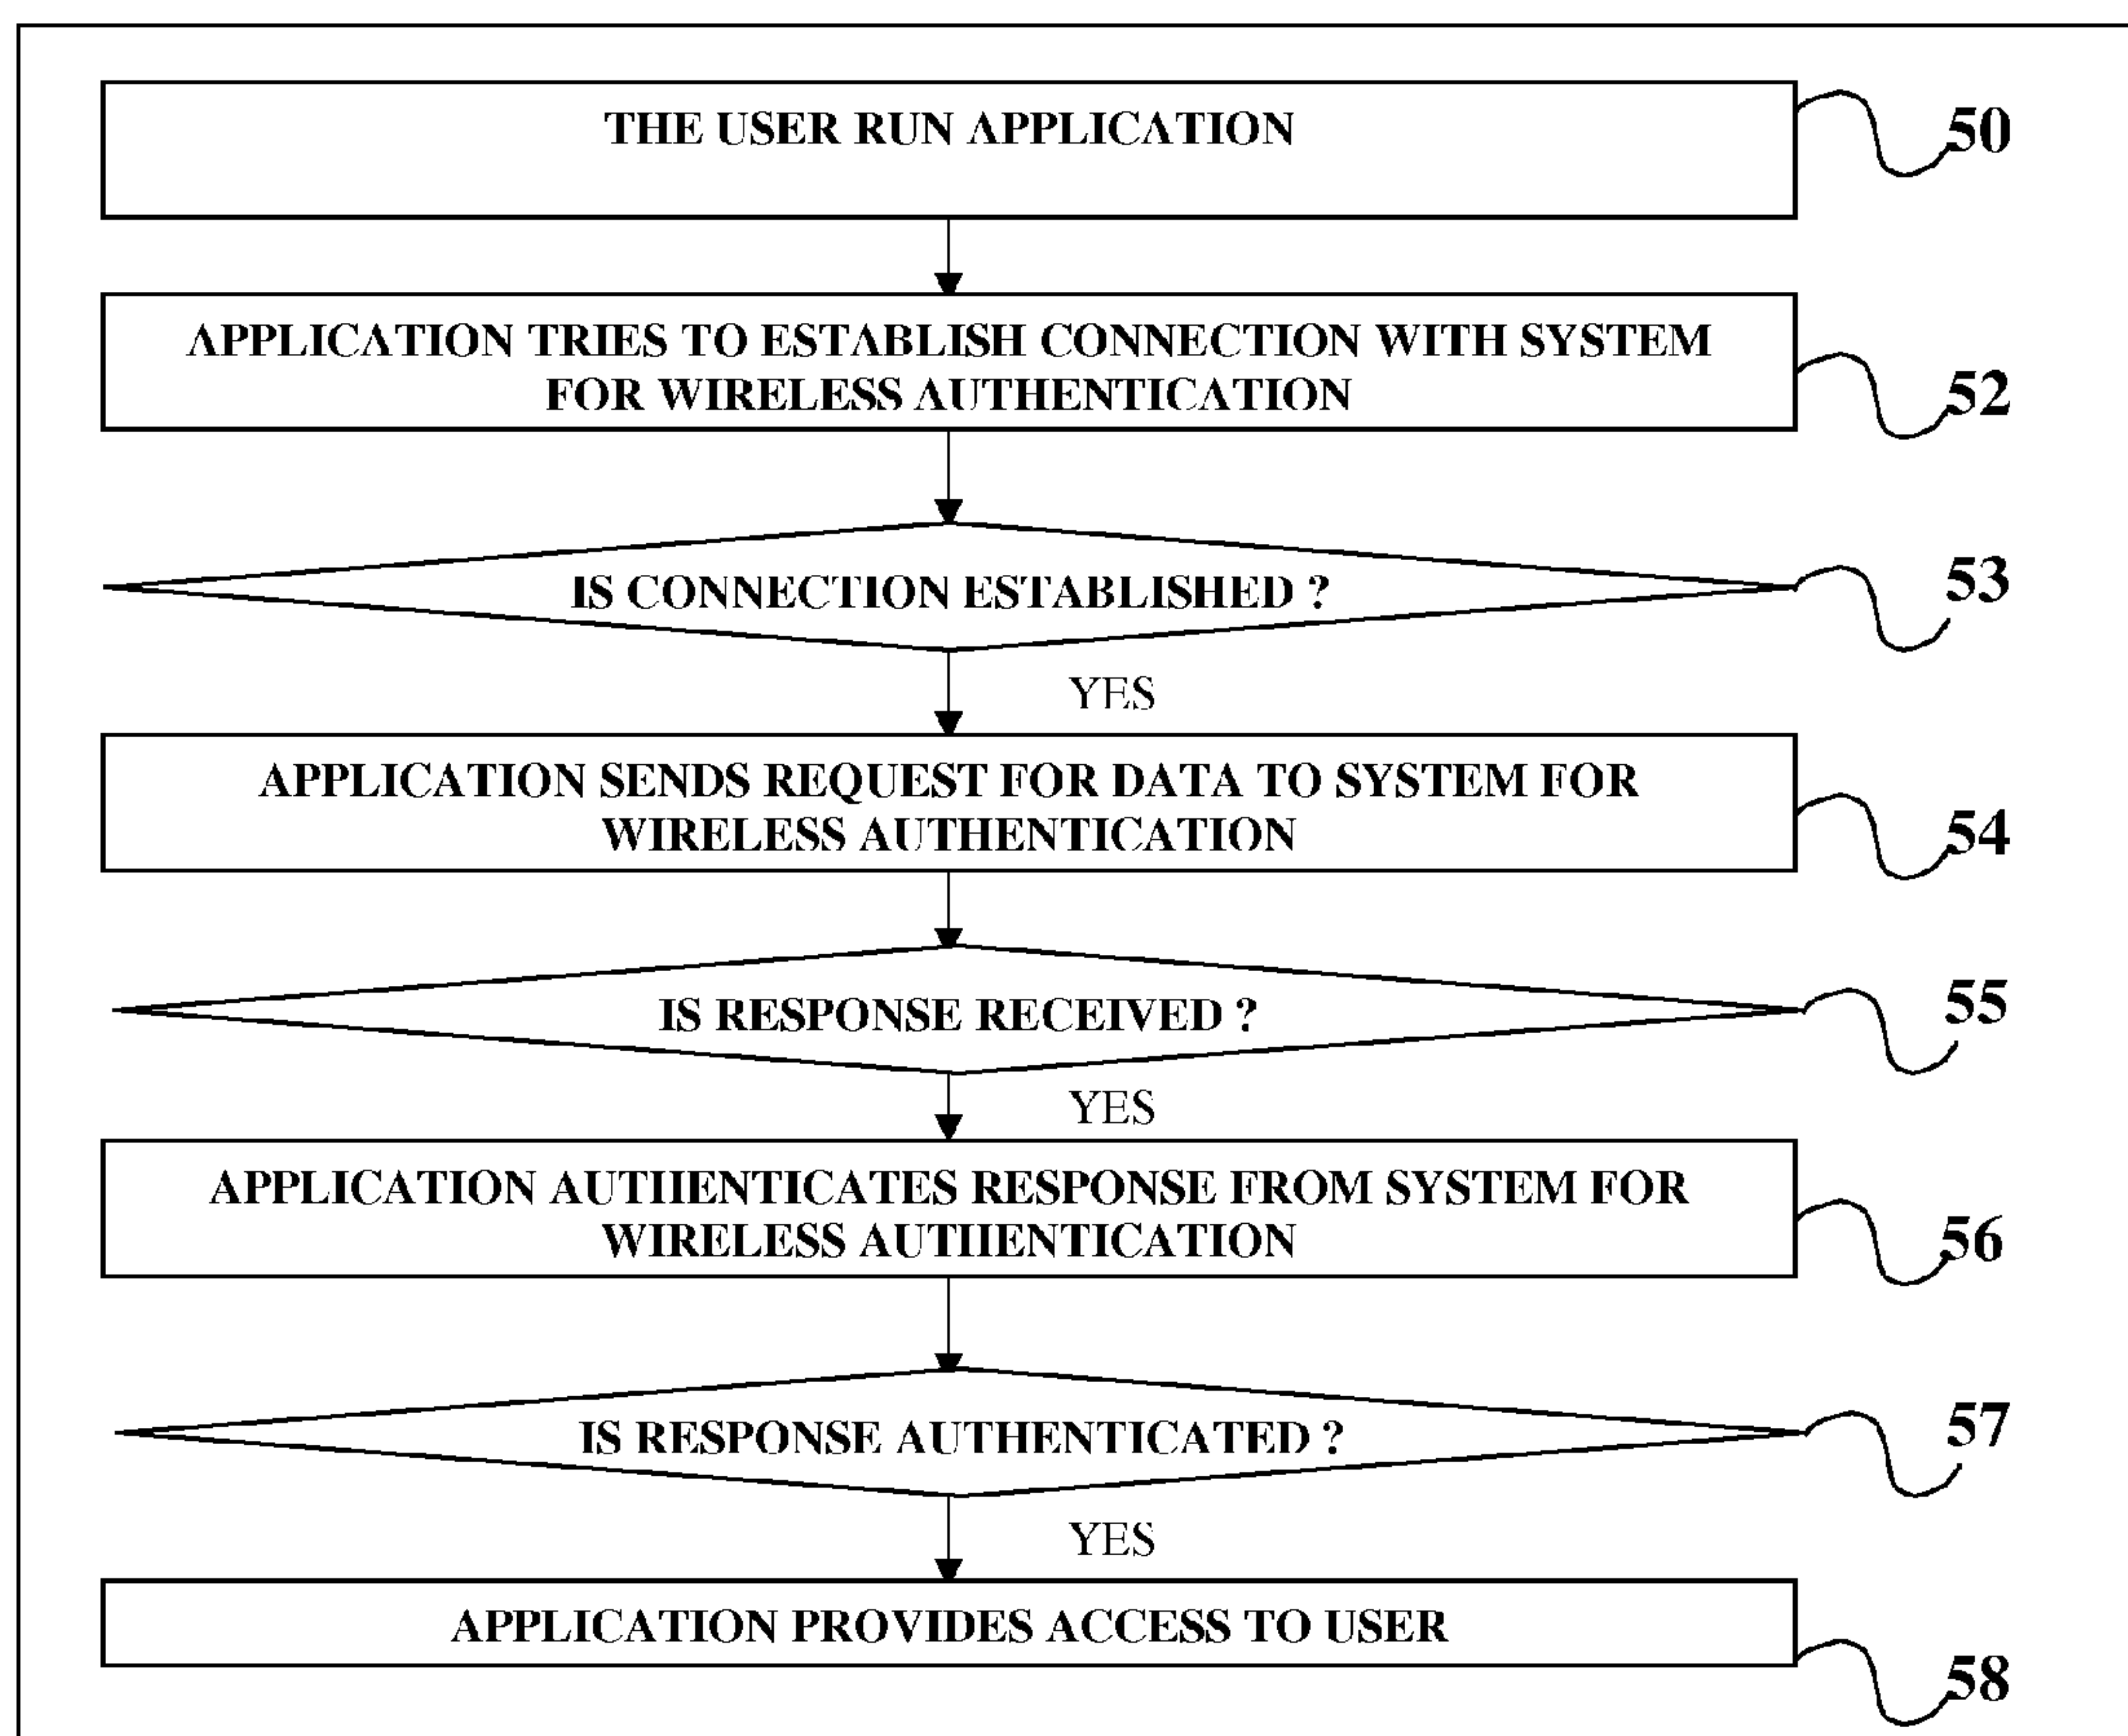 THE USER RUN APPLICATION
50
APPLICATION TRIES TO ESTABLISH CONNECTION WITH SYSTEM
FOR WIRELESS AUTHENTICATION
52
IS CONNECTION ESTABLISHED ?
53
YES
APPLICATION SENDS REQUEST FOR DATA TO SYSTEM FOR
WIRELESS AUTHENTICATION
54
IS RESPONSE RECEIVED ?
55
YES
APPLICATION AUTHENTICATES RESPONSE FROM SYSTEM FOR
WIRELESS AUTHENTICATION
56
IS RESPONSE AUTHENTICATED ?
57
YES
APPLICATION PROVIDES ACCESS TO USER
58